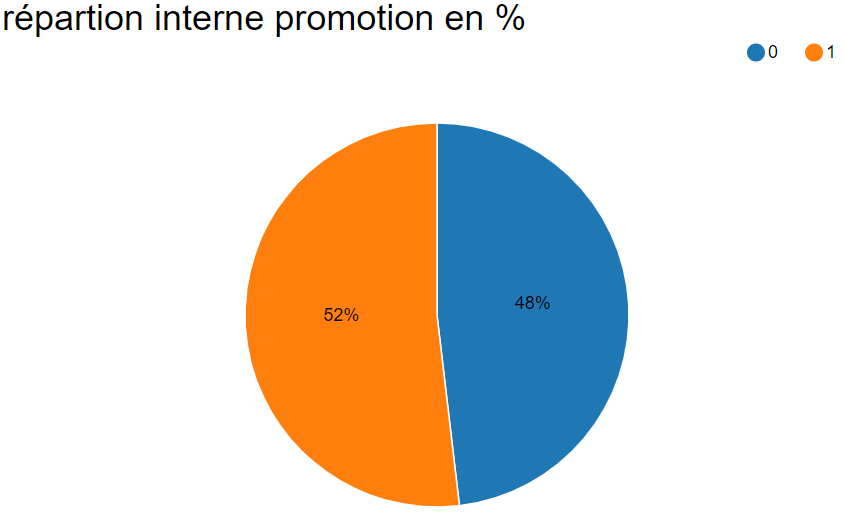 répartion interne promotion en %
0 1
48%
52%